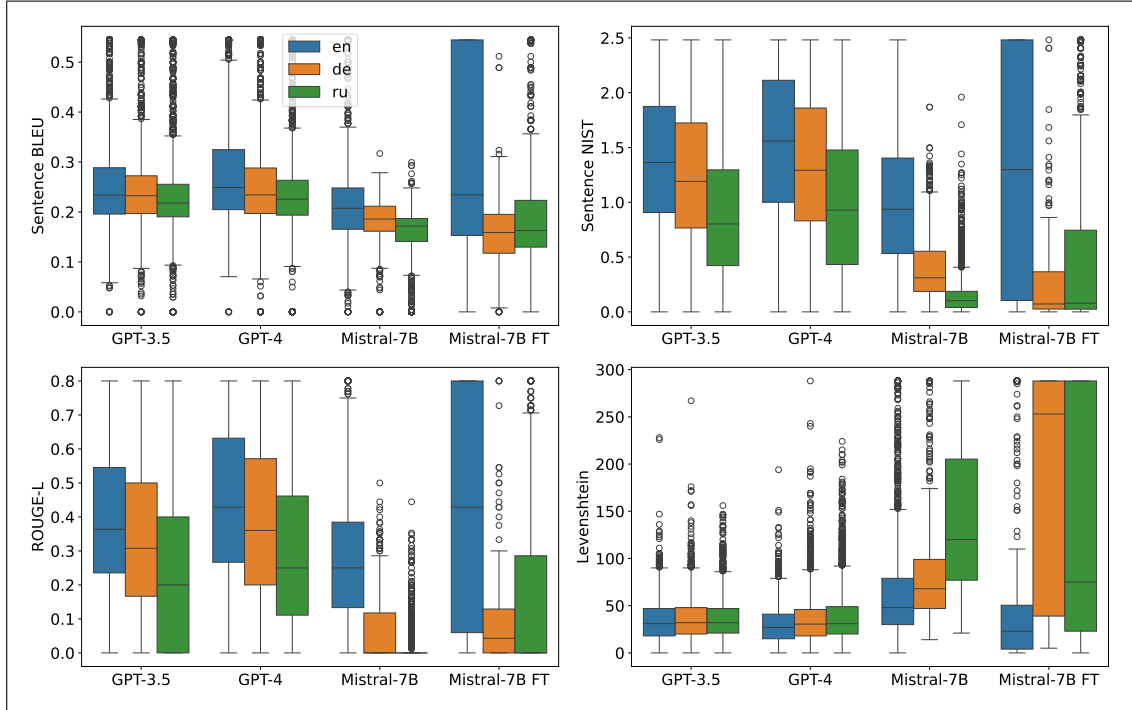 Sentence BLEU
0.5
0.4
0.3
0.2
0.1
0.0
en
de
ru
GPT-3.5
GPT-4
Mistral-7B
Mistral-7B FT
Sentence NIST
2.5
2.0
1.5
1.0
0.5
0.0
GPT-3.5
GPT-4
Mistral-7B
Mistral-7B FT
ROUGE-L
0.8
0.7
0.6
0.5
0.4
0.3
0.2
0.1
0.0
GPT-3.5
GPT-4
Mistral-7B
Mistral-7B FT
Levenshtein
300
250
200
150
100
50
0
GPT-3.5
GPT-4
Mistral-7B
Mistral-7B FT